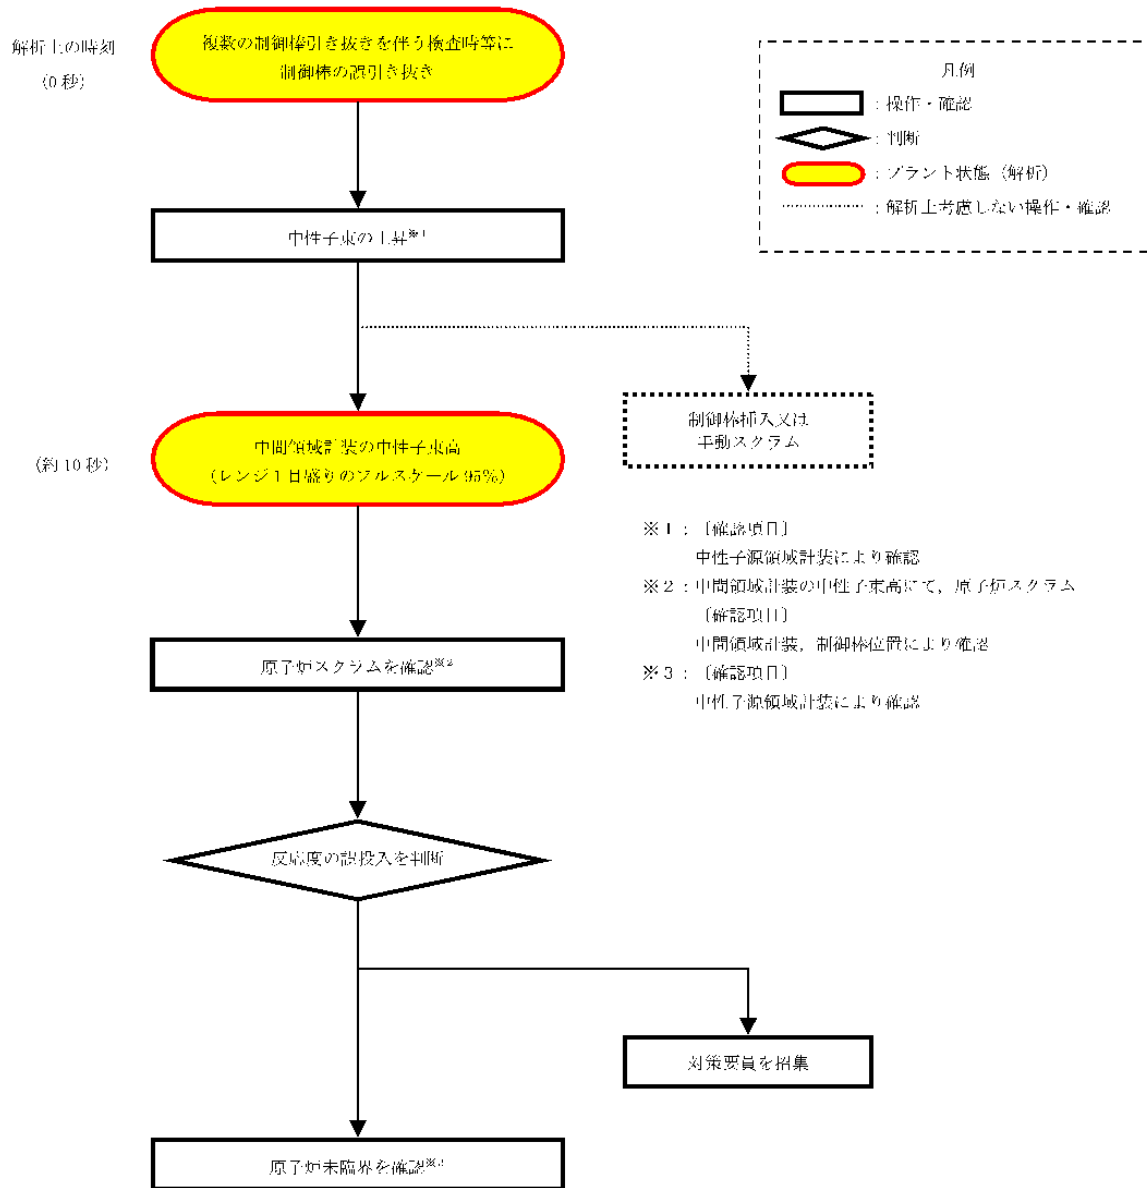 解析上の時刻
(0 秒)
複数の制御棒引き抜きを伴う検査時等に
制御棒の誤引き抜き
凡例
：操作・確認
：判断
：プラント状態（解析）
：解析上考慮しない操作・確認
中性子束の上昇※1
制御棒挿入又は
手動スクラム
(約 10 秒)
中間領域計装の中性子束高
(レンジ１目盛りのフルスケール 95%)
※１：〔確認項目〕
中性子源領域計装により確認
※２：中間領域計装の中性子束高にて，原子炉スクラム
〔確認項目〕
中間領域計装，制御棒位置により確認
※３：〔確認項目〕
中性子源領域計装により確認
原子炉スクラムを確認※2
反応度の誤投入を判断
対策要員を招集
原子炉未臨界を確認※3